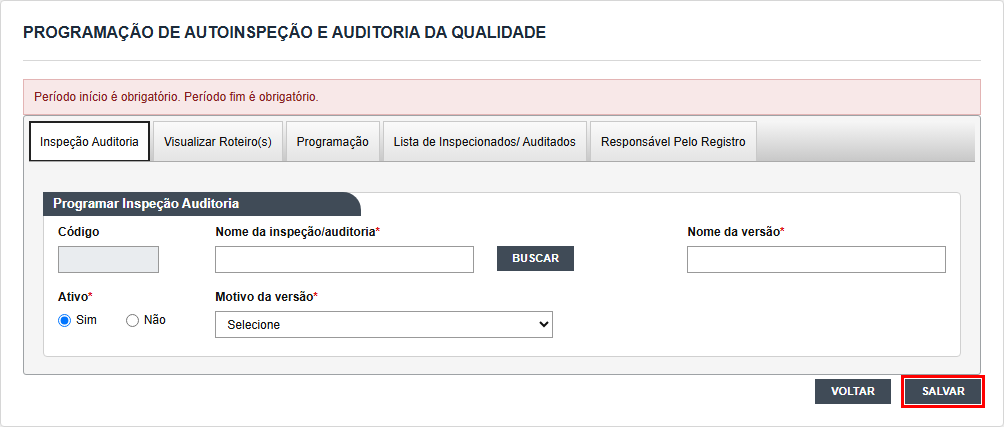 PROGRAMAÇÃO DE AUTOINSPEÇÃO E AUDITORIA DA QUALIDADE
Período início é obrigatório. Período fim é obrigatório.
Inspeção Auditoria
Visualizar Roteiro(s)
Programação
Lista de Inspecionados/ Auditados
Responsável Pelo Registro
Programar Inspeção Auditoria
Código
Nome da inspeção/auditoria*
BUSCAR
Nome da versão*
Ativo*
Sim
Não
Motivo da versão*
Selecione
VOLTAR
SALVAR